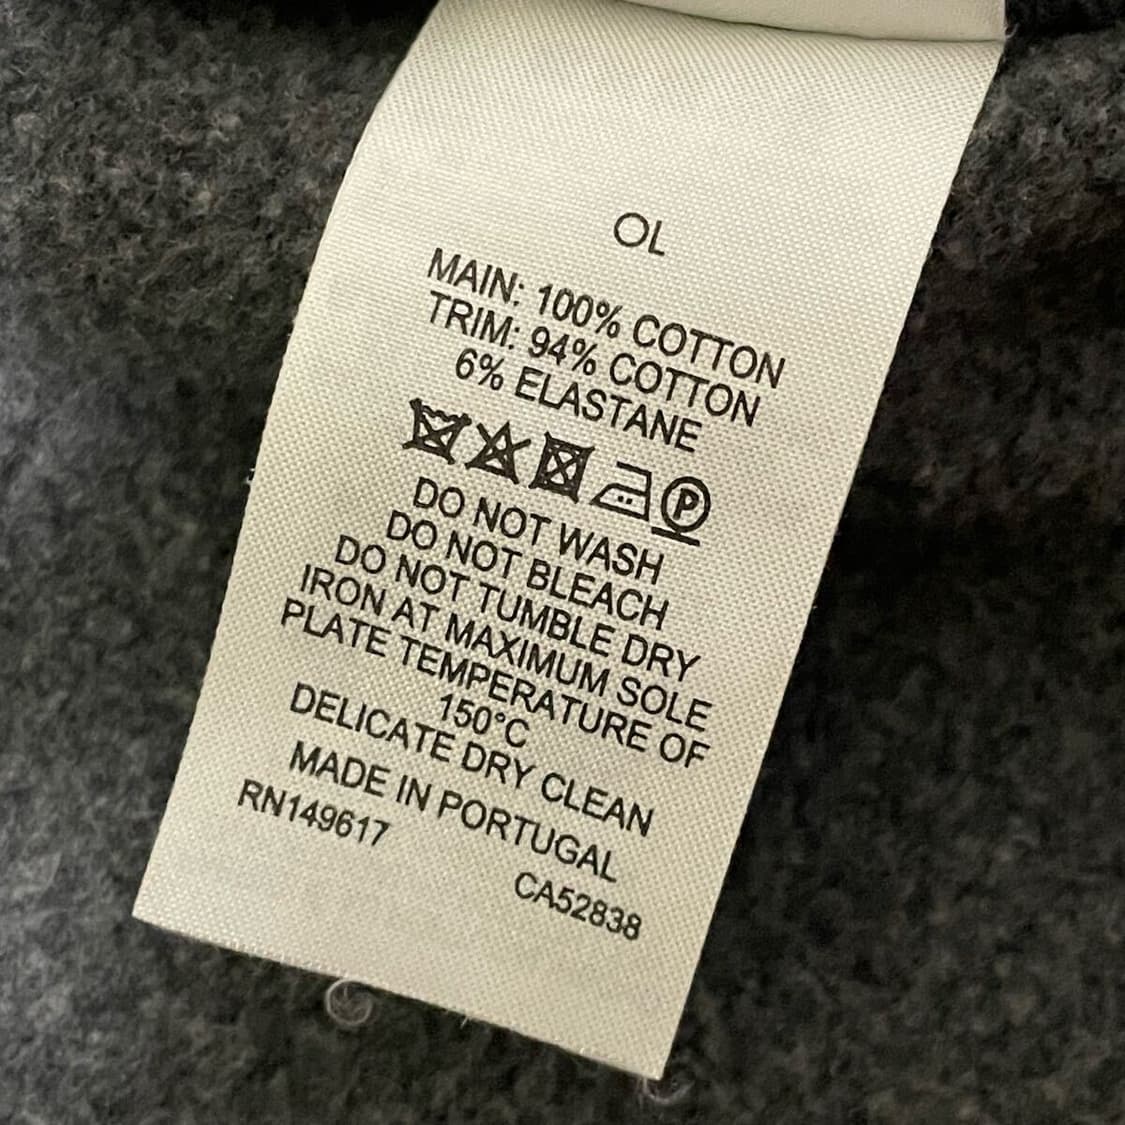 OL
MAIN: 100% COTTON
TRIM: 94% COTTON
6% ELASTANE
P
DO NOT WASH
DO NOT BLEACH
DO NOT TUMBLE DRY
IRON AT MAXIMUM SOLE
PLATE TEMPERATURE OF
150°C
DELICATE DRY CLEAN
MADE IN PORTUGAL
RN149617
CA52838